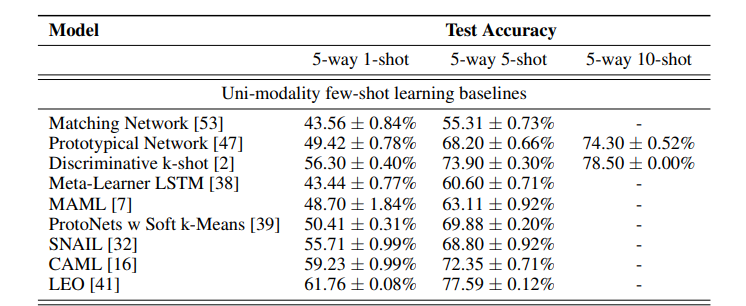 Model Test Accuracy
5-way 1-shot 5-way 5-shot 5-way 10-shot
Uni-modality few-shot learning baselines
Matching Network [53] 43.56 ± 0.84% 55.31 ± 0.73% -
Prototypical Network [47] 49.42 ± 0.78% 68.20 ± 0.66% 74.30 ± 0.52%
Discriminative k-shot [2] 56.30 ± 0.40% 73.90 ± 0.30% 78.50 ± 0.00%
Meta-Learner LSTM [38] 43.44 ± 0.77% 60.60 ± 0.71% -
MAML [7] 48.70 ± 1.84% 63.11 ± 0.92% -
ProtoNets w Soft k-Means [39] 50.41 ± 0.31% 69.88 ± 0.20% -
SNAIL [32] 55.71 ± 0.99% 68.80 ± 0.92% -
CAML [16] 59.23 ± 0.99% 72.35 ± 0.71% -
LEO [41] 61.76 ± 0.08% 77.59 ± 0.12% -